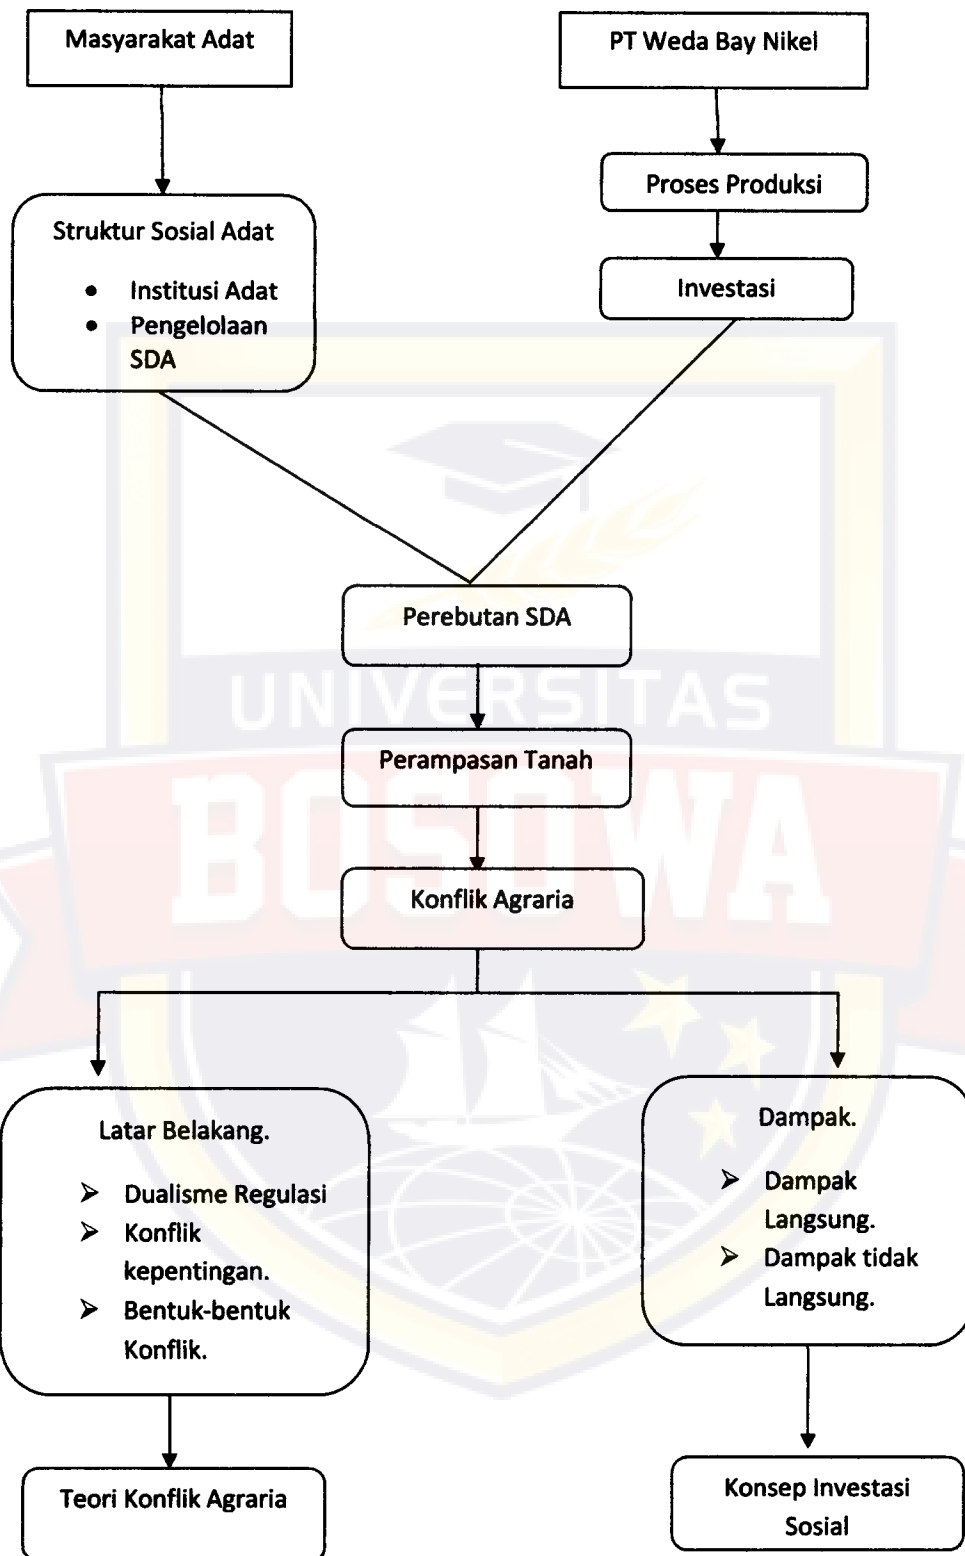 Masyarakat Adat
PT Weda Bay Nikel
Proses Produksi
Struktur Sosial Adat
• Institusi Adat
• Pengelolaan
SDA
Investasi
Perebutan SDA
UNIVERSITAS
Perampasan Tanah
BOSOWA
Konflik Agraria
Latar Belakang.
➢ Dualisme Regulasi
➢ Konflik
kepentingan.
➢ Bentuk-bentuk
Konflik.
Dampak.
➢ Dampak
Langsung.
➢ Dampak tidak
Langsung.
Teori Konflik Agraria
Konsep Investasi
Sosial